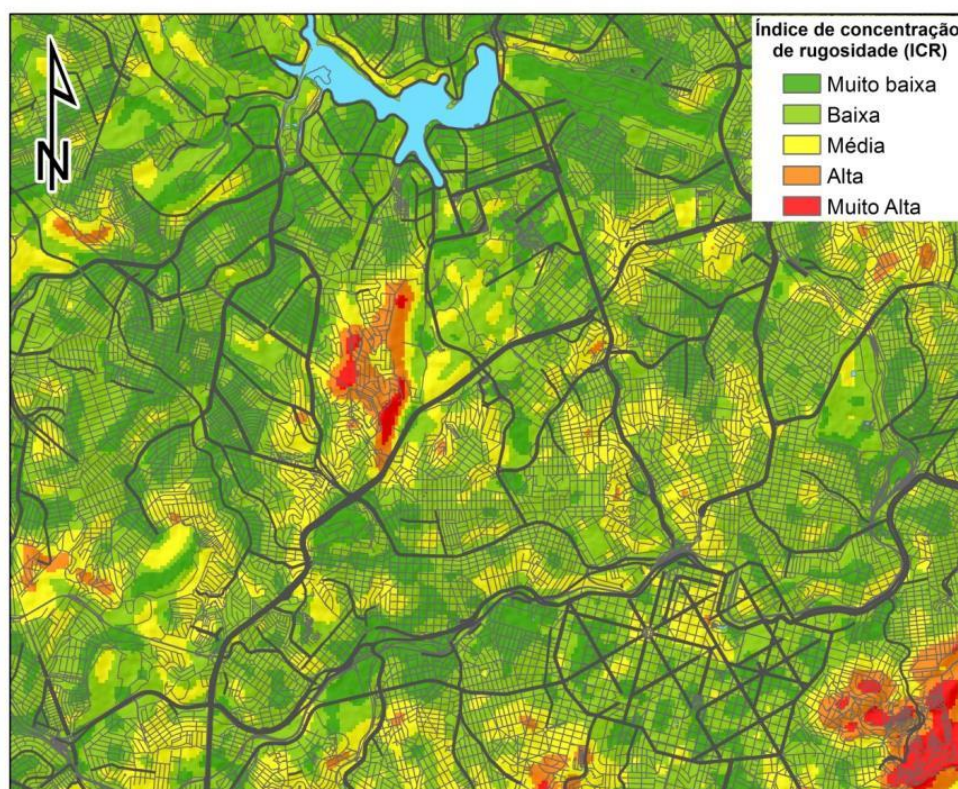 Índice de concentração
de rugosidade (ICR)
Muito baixa
Baixa
Média
Alta
Muito Alta
N